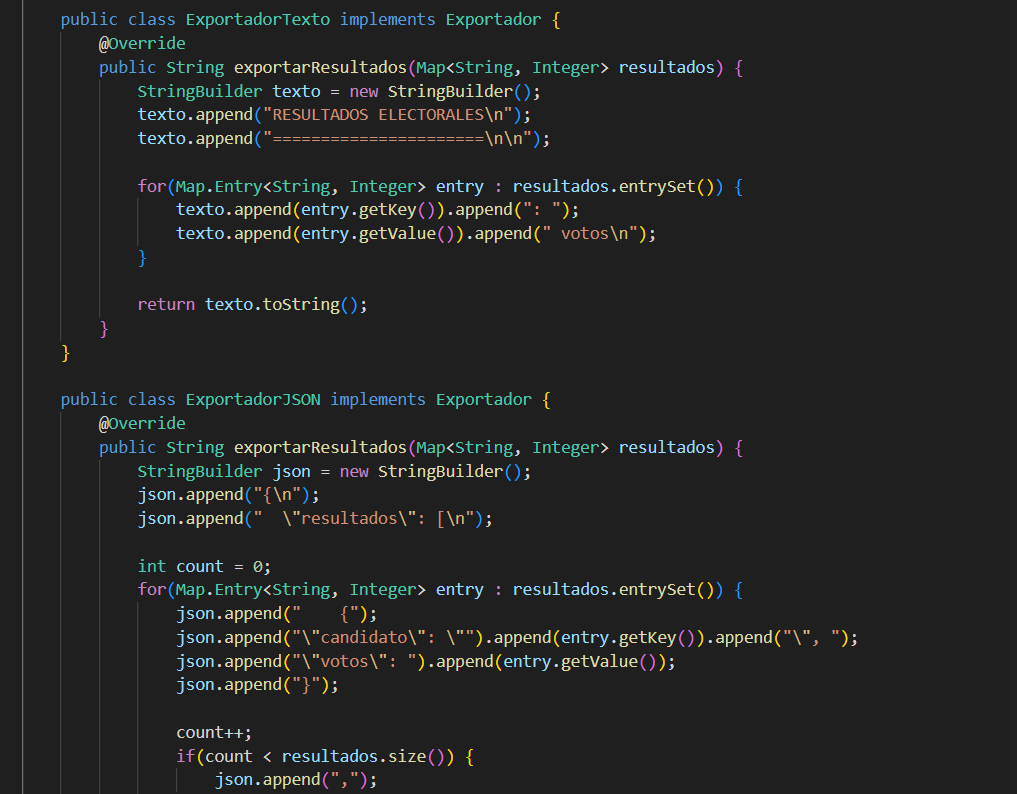 public class ExportadorTexto implements Exportador {
    @Override
    public String exportarResultados(Map<String, Integer> resultados) {
        StringBuilder texto = new StringBuilder();
        texto.append("RESULTADOS ELECTORALES\n");
        texto.append("======================\n\n");

        for(Map.Entry<String, Integer> entry : resultados.entrySet()) {
            texto.append(entry.getKey()).append(": ");
            texto.append(entry.getValue()).append(" votos\n");
        }

        return texto.toString();
    }
}

public class ExportadorJSON implements Exportador {
    @Override
    public String exportarResultados(Map<String, Integer> resultados) {
        StringBuilder json = new StringBuilder();
        json.append("{\n");
        json.append("  \"resultados\": [\n");

        int count = 0;
        for(Map.Entry<String, Integer> entry : resultados.entrySet()) {
            json.append("    {");
            json.append("\"candidato\": \"").append(entry.getKey()).append("\", ");
            json.append("\"votos\": ").append(entry.getValue());
            json.append("}");

            count++;
            if(count < resultados.size()) {
                json.append(",");